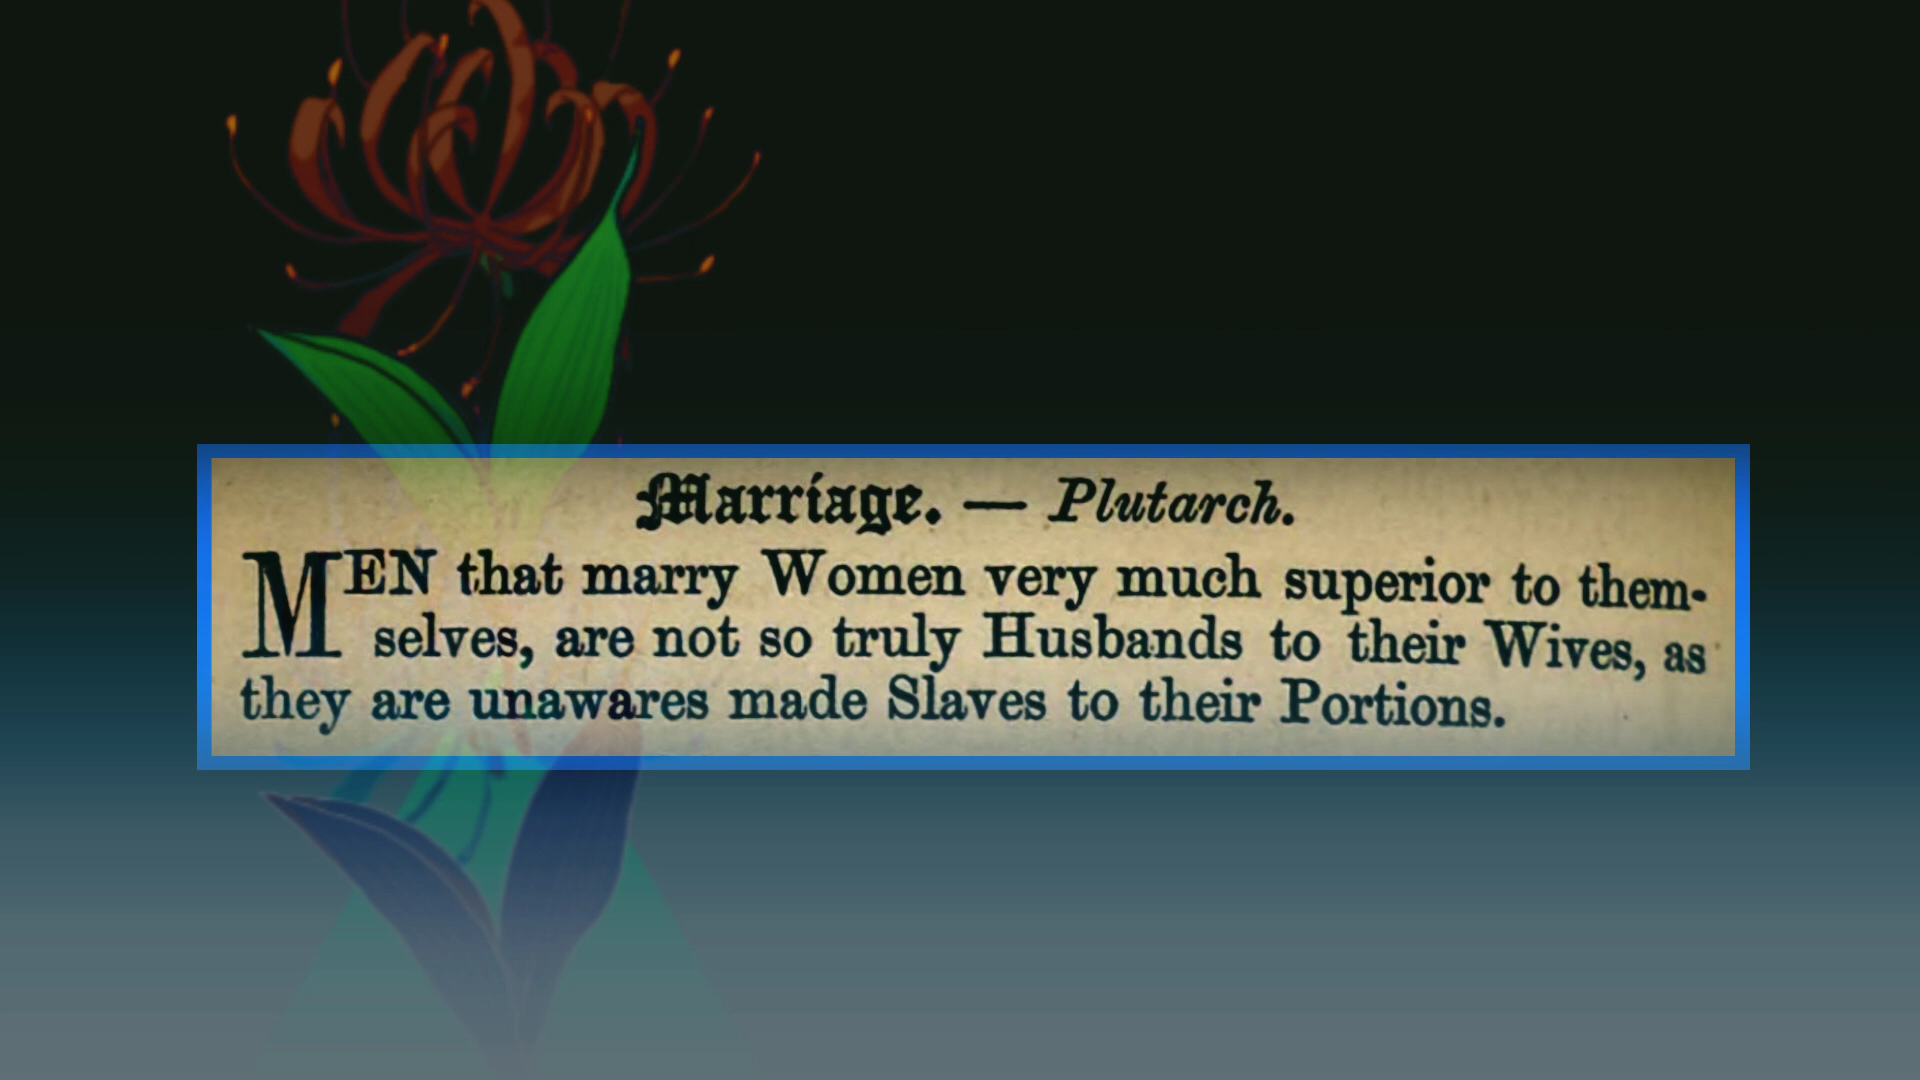 Marriage. — Plutarch.
MEN that marry Women very much superior to them-
selves, are not so truly Husbands to their Wives, as
they are unawares made Slaves to their Portions.